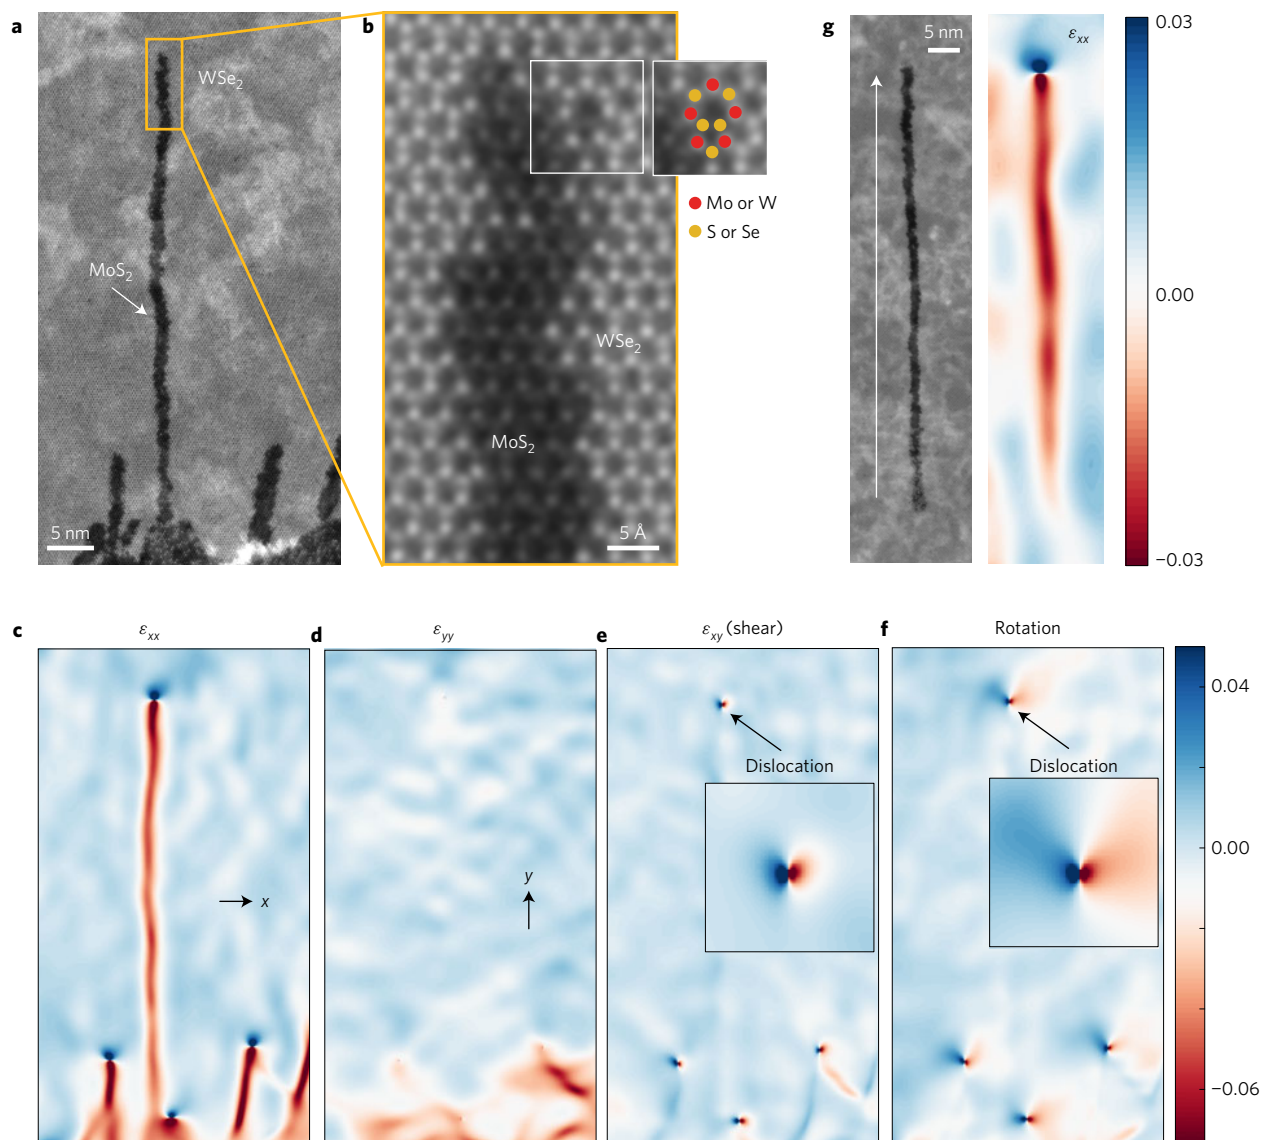 a
WSe2
MoS2
5 nm
b
Mo or W
S or Se
WSe2
MoS2
5 Å
g
5 nm
εxx
0.03
0.00
−0.03
c
εxx
x
d
εyy
y
e
εxy (shear)
Dislocation
f
Rotation
Dislocation
0.04
0.00
−0.06